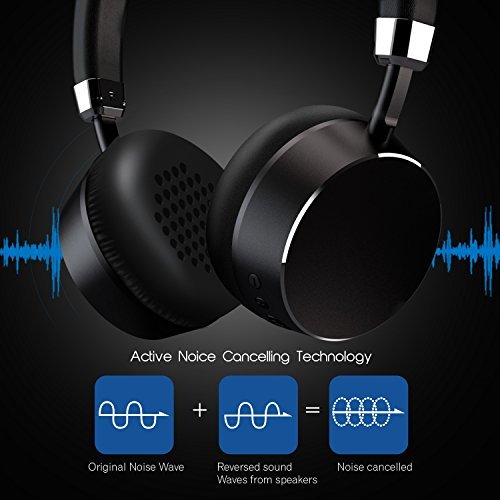 Active Noice Cancelling Technology
+
=
Original Noise Wave
Reversed sound
Waves from speakers
Noise cancelled